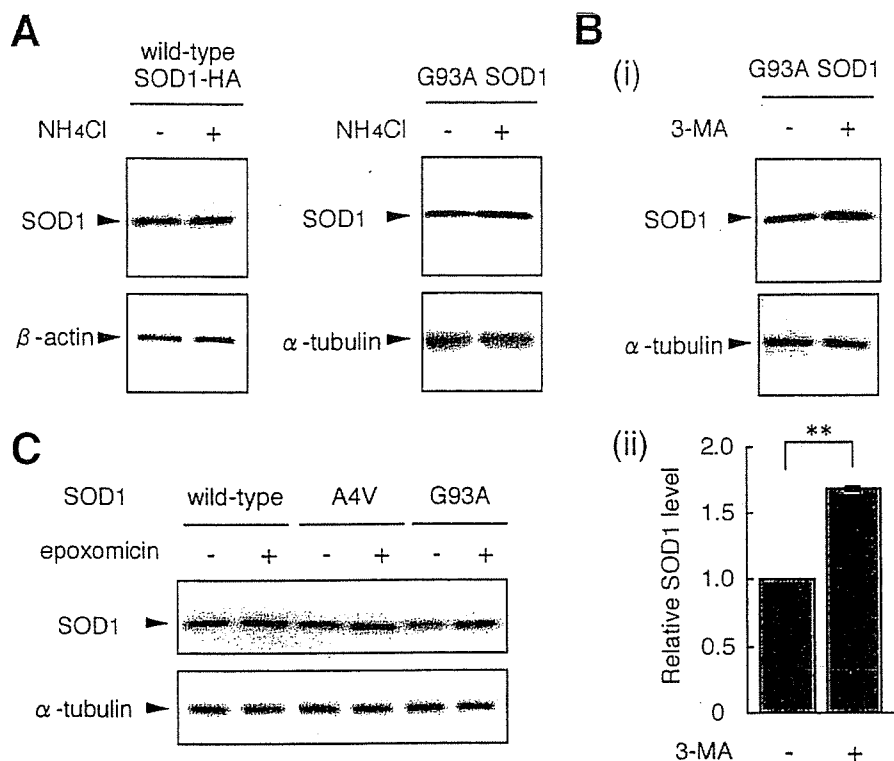 A
wild-type
SOD1-HA
NH4Cl - +
SOD1
β-actin
G93A SOD1
NH4Cl - +
SOD1
α-tubulin
B
(i)
G93A SOD1
3-MA - +
SOD1
α-tubulin
(ii)
**
Relative SOD1 level
2.0
1.5
1.0
0.5
0
3-MA - +
C
SOD1 wild-type A4V G93A
epoxomicin - + - + - +
SOD1
α-tubulin